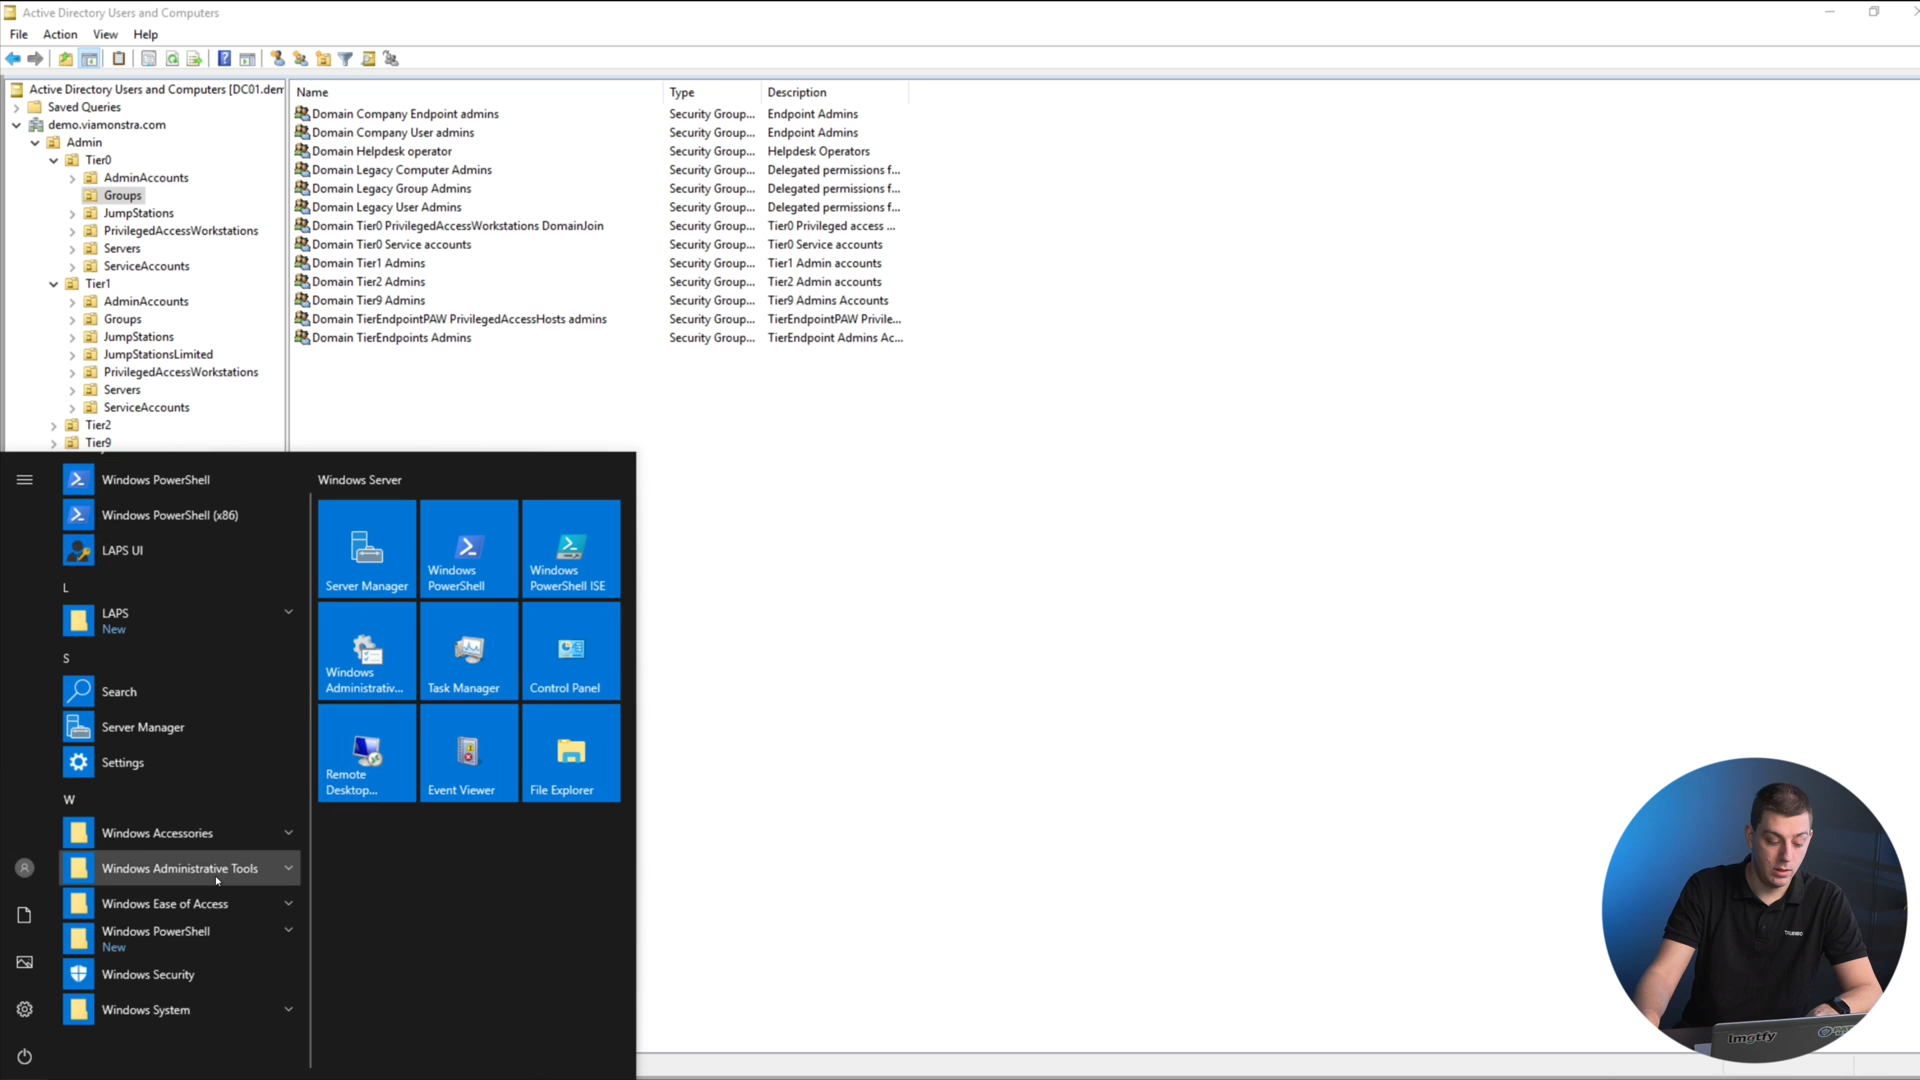 Active Directory Users and Computers
File Action View Help
Active Directory Users and Computers [DC01.dem
Saved Queries
demo.viamonstra.com
Admin
Tier0
AdminAccounts
Groups
JumpStations
PrivilegedAccessWorkstations
Servers
ServiceAccounts
Tier1
AdminAccounts
Groups
JumpStations
JumpStationsLimited
PrivilegedAccessWorkstations
Servers
ServiceAccounts
Tier2
Tier9
Name Type Description
Domain Company Endpoint admins Security Group... Endpoint Admins
Domain Company User admins Security Group... Endpoint Admins
Domain Helpdesk operator Security Group... Helpdesk Operators
Domain Legacy Computer Admins Security Group... Delegated permissions f...
Domain Legacy Group Admins Security Group... Delegated permissions f...
Domain Legacy User Admins Security Group... Delegated permissions f...
Domain Tier0 PrivilegedAccessWorkstations DomainJoin Security Group... Tier0 Privileged access ...
Domain Tier0 Service accounts Security Group... Tier0 Service accounts
Domain Tier1 Admins Security Group... Tier1 Admin accounts
Domain Tier2 Admins Security Group... Tier2 Admin accounts
Domain Tier9 Admins Security Group... Tier9 Admins Accounts
Domain TierEndpointPAW PrivilegedAccessHosts admins Security Group... TierEndpointPAW Privile...
Domain TierEndpoints Admins Security Group... TierEndpoint Admins Ac...
Windows PowerShell
Windows PowerShell (x86)
LAPS UI
L
LAPS
New
S
Search
Server Manager
Settings
W
Windows Accessories
Windows Administrative Tools
Windows Ease of Access
Windows PowerShell
New
Windows Security
Windows System
Windows Server
Server Manager
Windows
PowerShell
Windows
PowerShell ISE
Windows
Administrativ...
Task Manager
Control Panel
Remote
Desktop...
Event Viewer
File Explorer
lmgtfy